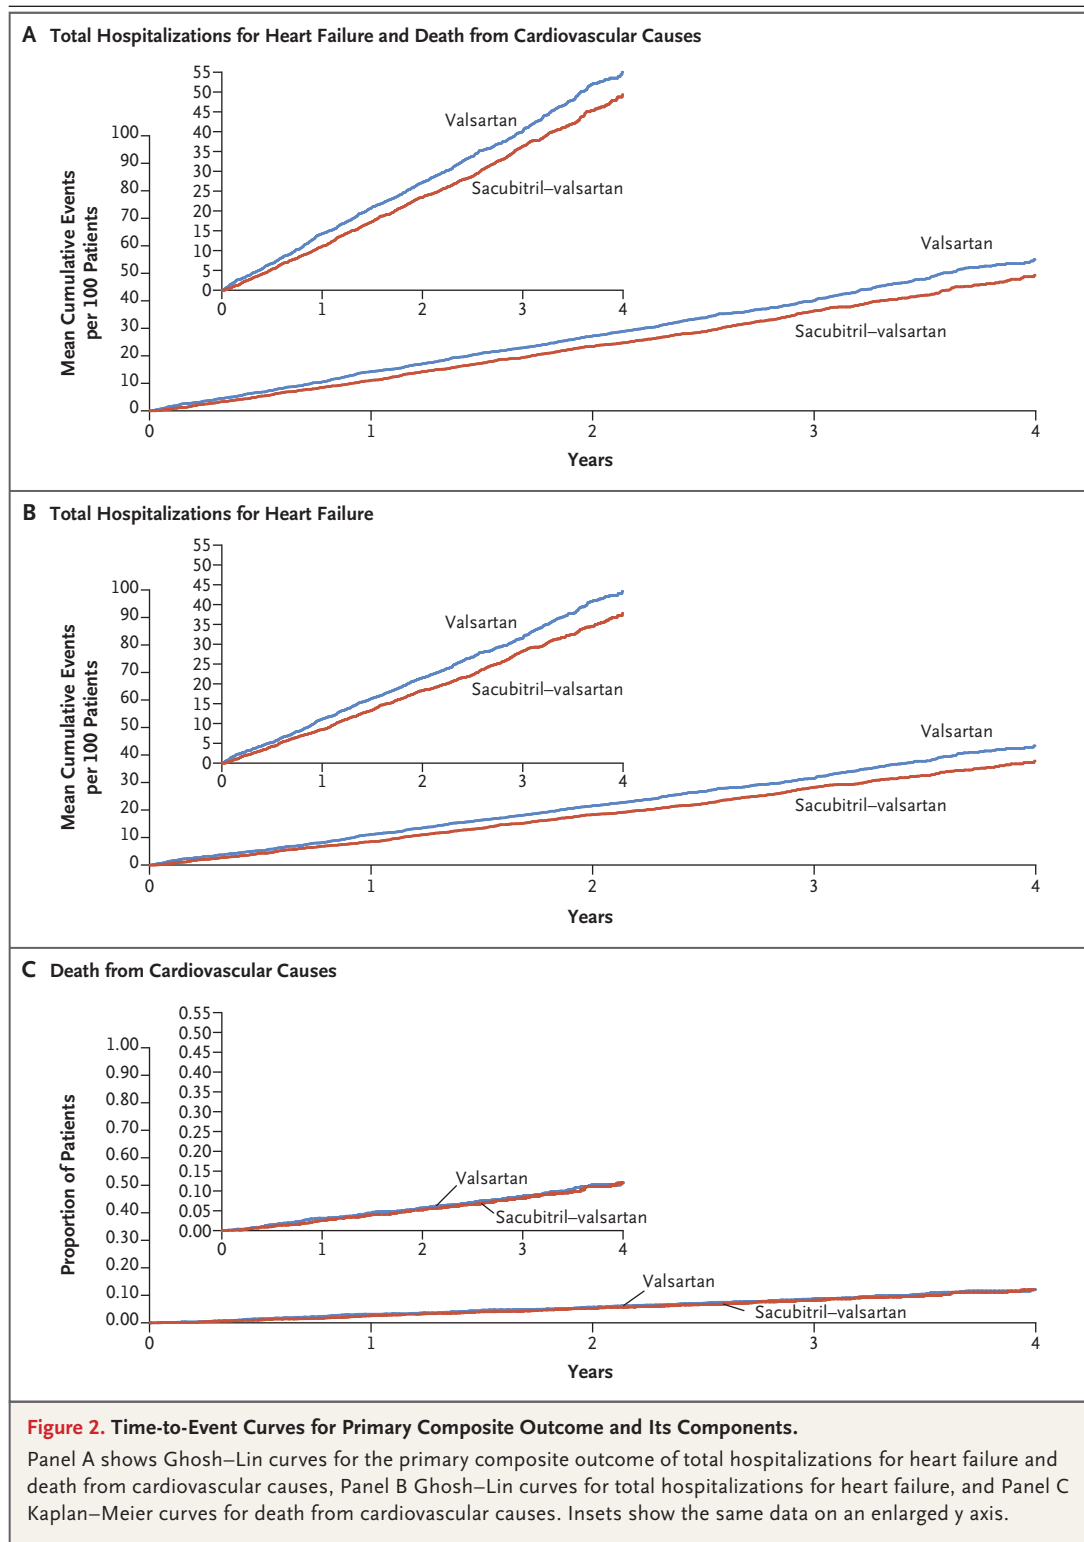 A Total Hospitalizations for Heart Failure and Death from Cardiovascular Causes
55
50
45
40
35
30
25
20
15
10
5
0
0 1 2 3 4
Valsartan
Sacubitril–valsartan
Mean Cumulative Events
per 100 Patients
100
90
80
70
60
50
40
30
20
10
0
Valsartan
Sacubitril–valsartan
0 1 2 3 4
Years
B Total Hospitalizations for Heart Failure
55
50
45
40
35
30
25
20
15
10
5
0
0 1 2 3 4
Valsartan
Sacubitril–valsartan
Mean Cumulative Events
per 100 Patients
100
90
80
70
60
50
40
30
20
10
0
Valsartan
Sacubitril–valsartan
0 1 2 3 4
Years
C Death from Cardiovascular Causes
0.55
0.50
0.45
0.40
0.35
0.30
0.25
0.20
0.15
0.10
0.05
0.00
0 1 2 3 4
Valsartan
Sacubitril–valsartan
Proportion of Patients
1.00
0.90
0.80
0.70
0.60
0.50
0.40
0.30
0.20
0.10
0.00
Valsartan
Sacubitril–valsartan
0 1 2 3 4
Years
Figure 2. Time-to-Event Curves for Primary Composite Outcome and Its Components.
Panel A shows Ghosh–Lin curves for the primary composite outcome of total hospitalizations for heart failure and
death from cardiovascular causes, Panel B Ghosh–Lin curves for total hospitalizations for heart failure, and Panel C
Kaplan–Meier curves for death from cardiovascular causes. Insets show the same data on an enlarged y axis.